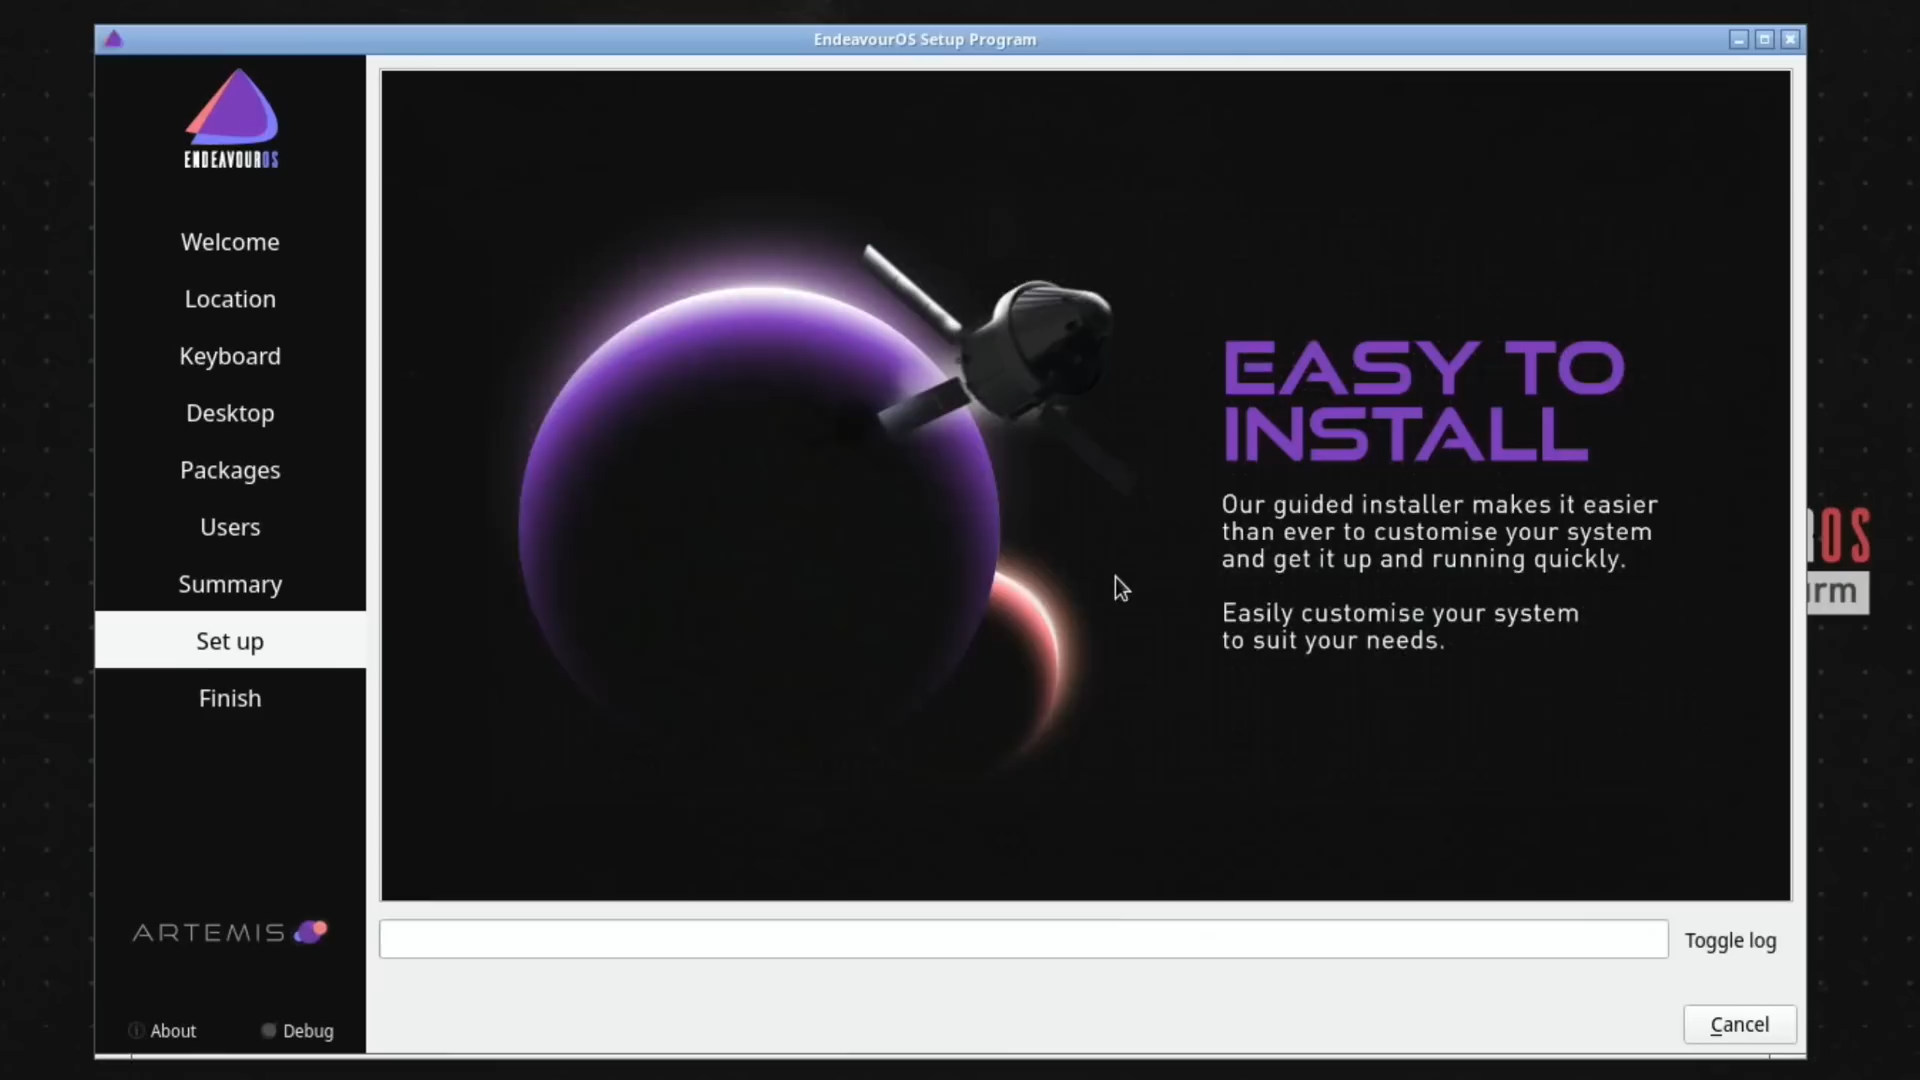 EndeavourOS Setup Program
ENDEAVOUROS
Welcome
Location
Keyboard
Desktop
Packages
Users
Summary
Set up
Finish
ARTEMIS
About
Debug
EASY TO
INSTALL
Our guided installer makes it easier
than ever to customise your system
and get it up and running quickly.
Easily customise your system
to suit your needs.
Toggle log
Cancel
OS